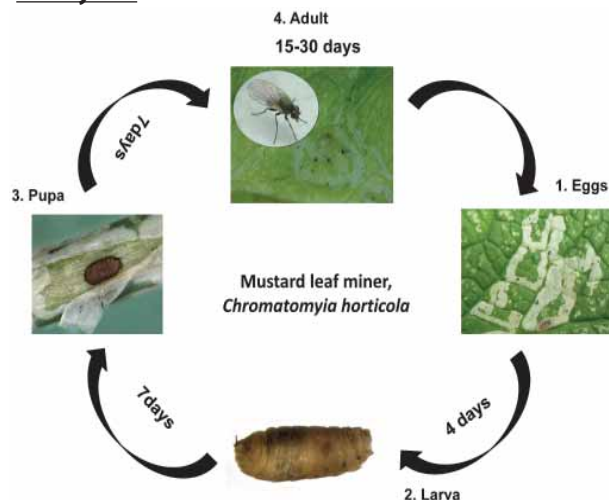 4. Adult
15-30 days
7days
1. Eggs
3. Pupa
Mustard leaf miner,
Chromatomyia horticola
7days
4 days
2. Larva